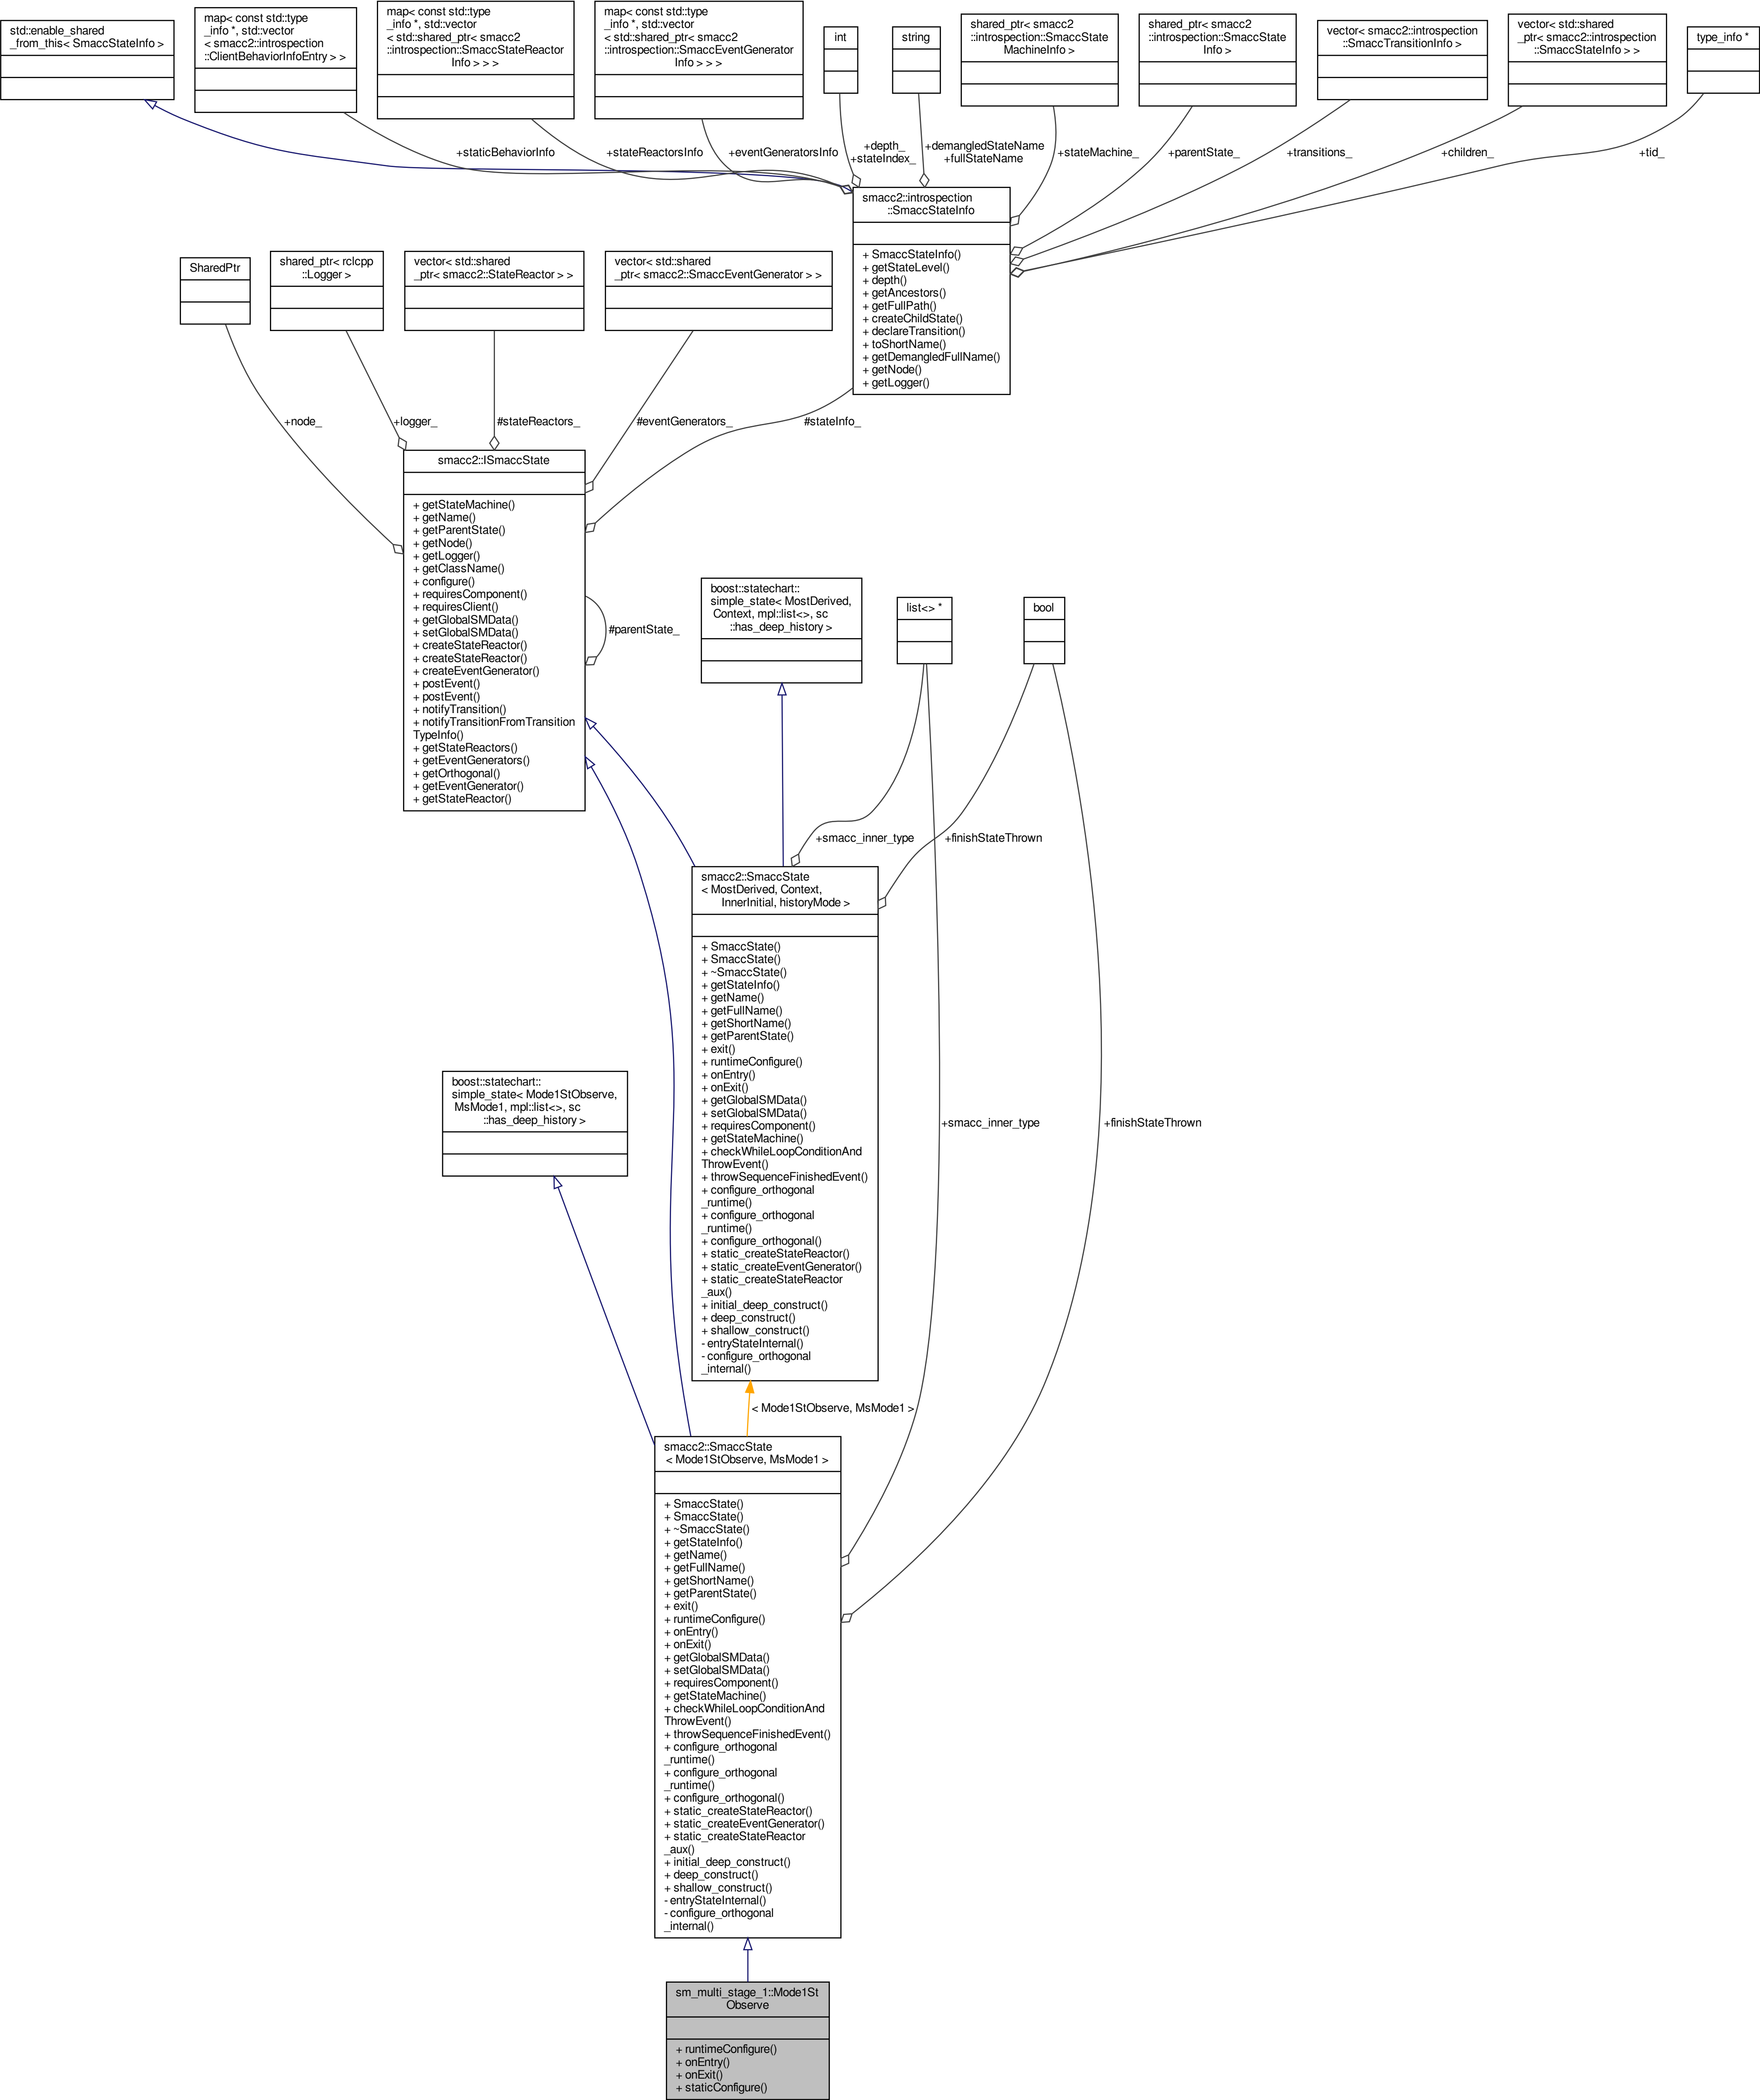 std::enable_shared
_from_this< SmaccStateInfo >
map< const std::type
_info *, std::vector
< smacc2::introspection
::ClientBehaviorInfoEntry > >
map< const std::type
_info *, std::vector
< std::shared_ptr< smacc2
::introspection::SmaccStateReactor
Info > > >
map< const std::type
_info *, std::vector
< std::shared_ptr< smacc2
::introspection::SmaccEventGenerator
Info > > >
int
string
shared_ptr< smacc2
::introspection::SmaccState
MachineInfo >
shared_ptr< smacc2
::introspection::SmaccState
Info >
vector< smacc2::introspection
::SmaccTransitionInfo >
vector< std::shared
_ptr< smacc2::introspection
::SmaccStateInfo > >
type_info *
+staticBehaviorInfo
+stateReactorsInfo
+eventGeneratorsInfo
+depth_
+stateIndex_
+demangledStateName
+fullStateName
+stateMachine_
+parentState_
+transitions_
+children_
+tid_
smacc2::introspection
::SmaccStateInfo
+ SmaccStateInfo()
+ getStateLevel()
+ depth()
+ getAncestors()
+ getFullPath()
+ createChildState()
+ declareTransition()
+ toShortName()
+ getDemangledFullName()
+ getNode()
+ getLogger()
SharedPtr
shared_ptr< rclcpp
::Logger >
vector< std::shared
_ptr< smacc2::StateReactor > >
vector< std::shared
_ptr< smacc2::SmaccEventGenerator > >
+node_
+logger_
#stateReactors_
#eventGenerators_
#stateInfo_
smacc2::ISmaccState
+ getStateMachine()
+ getName()
+ getParentState()
+ getNode()
+ getLogger()
+ getClassName()
+ configure()
+ requiresComponent()
+ requiresClient()
+ getGlobalSMData()
+ setGlobalSMData()
+ createStateReactor()
+ createStateReactor()
+ createEventGenerator()
+ postEvent()
+ postEvent()
+ notifyTransition()
+ notifyTransitionFromTransition
TypeInfo()
+ getStateReactors()
+ getEventGenerators()
+ getOrthogonal()
+ getEventGenerator()
+ getStateReactor()
#parentState_
boost::statechart::
simple_state< MostDerived,
Context, mpl::list<>, sc
::has_deep_history >
list<> *
bool
+smacc_inner_type
+finishStateThrown
smacc2::SmaccState
< MostDerived, Context,
InnerInitial, historyMode >
+ SmaccState()
+ SmaccState()
+ ~SmaccState()
+ getStateInfo()
+ getName()
+ getFullName()
+ getShortName()
+ getParentState()
+ exit()
+ runtimeConfigure()
+ onEntry()
+ onExit()
+ getGlobalSMData()
+ setGlobalSMData()
+ requiresComponent()
+ getStateMachine()
+ checkWhileLoopConditionAnd
ThrowEvent()
+ throwSequenceFinishedEvent()
+ configure_orthogonal
_runtime()
+ configure_orthogonal
_runtime()
+ configure_orthogonal()
+ static_createStateReactor()
+ static_createEventGenerator()
+ static_createStateReactor
_aux()
+ initial_deep_construct()
+ deep_construct()
+ shallow_construct()
- entryStateInternal()
- configure_orthogonal
_internal()
boost::statechart::
simple_state< Mode1StObserve,
MsMode1, mpl::list<>, sc
::has_deep_history >
+smacc_inner_type
+finishStateThrown
< Mode1StObserve, MsMode1 >
smacc2::SmaccState
< Mode1StObserve, MsMode1 >
+ SmaccState()
+ SmaccState()
+ ~SmaccState()
+ getStateInfo()
+ getName()
+ getFullName()
+ getShortName()
+ getParentState()
+ exit()
+ runtimeConfigure()
+ onEntry()
+ onExit()
+ getGlobalSMData()
+ setGlobalSMData()
+ requiresComponent()
+ getStateMachine()
+ checkWhileLoopConditionAnd
ThrowEvent()
+ throwSequenceFinishedEvent()
+ configure_orthogonal
_runtime()
+ configure_orthogonal
_runtime()
+ configure_orthogonal()
+ static_createStateReactor()
+ static_createEventGenerator()
+ static_createStateReactor
_aux()
+ initial_deep_construct()
+ deep_construct()
+ shallow_construct()
- entryStateInternal()
- configure_orthogonal
_internal()
sm_multi_stage_1::Mode1St
Observe
+ runtimeConfigure()
+ onEntry()
+ onExit()
+ staticConfigure()